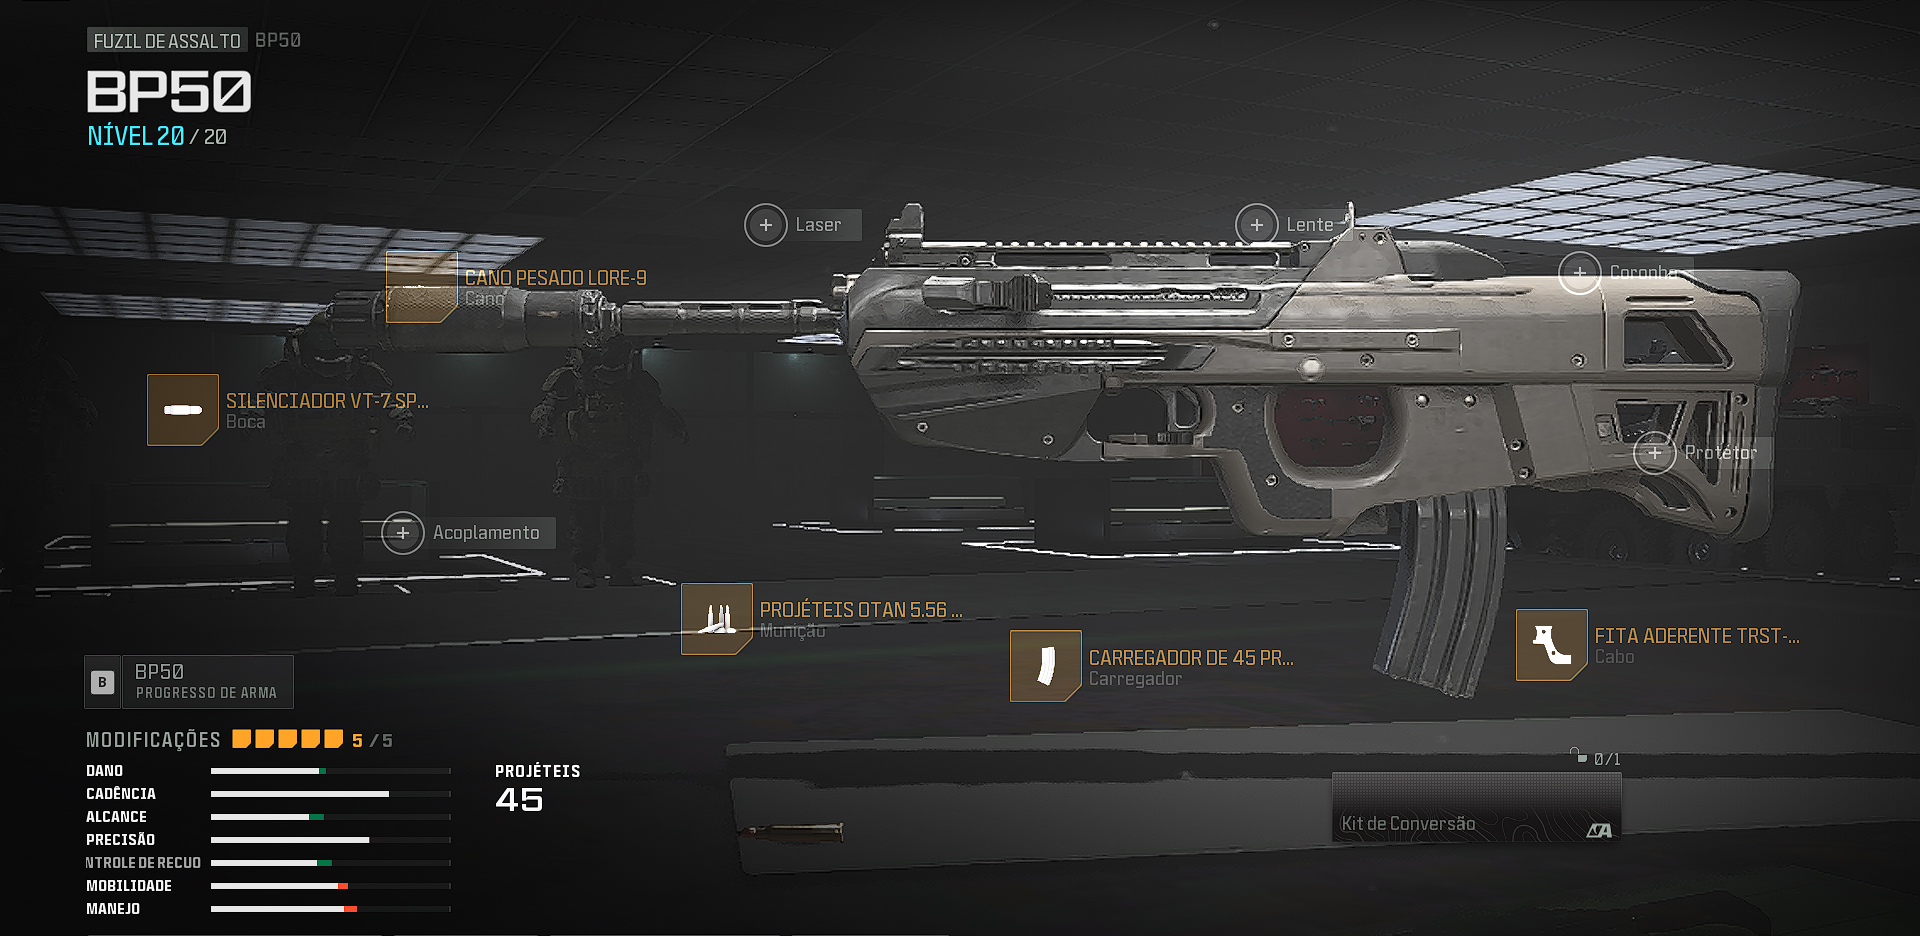 FUZIL DE ASSALTO BP50
BP50
NÍVEL 20 / 20
Laser
Lente
Coronha
CANO PESADO LORE-9
Cano
SILENCIADOR VT-7 SP...
Boca
Protetor
Acoplamento
PROJÉTEIS OTAN 5.56 ...
Munição
FITA ADERENTE TRST-...
Cabo
CARREGADOR DE 45 PR...
Carregador
B BP50
PROGRESSO DE ARMA
MODIFICAÇÕES 5 / 5
DANO
CADÊNCIA
ALCANCE
PRECISÃO
NTROLE DE RECUO
MOBILIDADE
MANEJO
PROJÉTEIS
45
0/1
Kit de Conversão